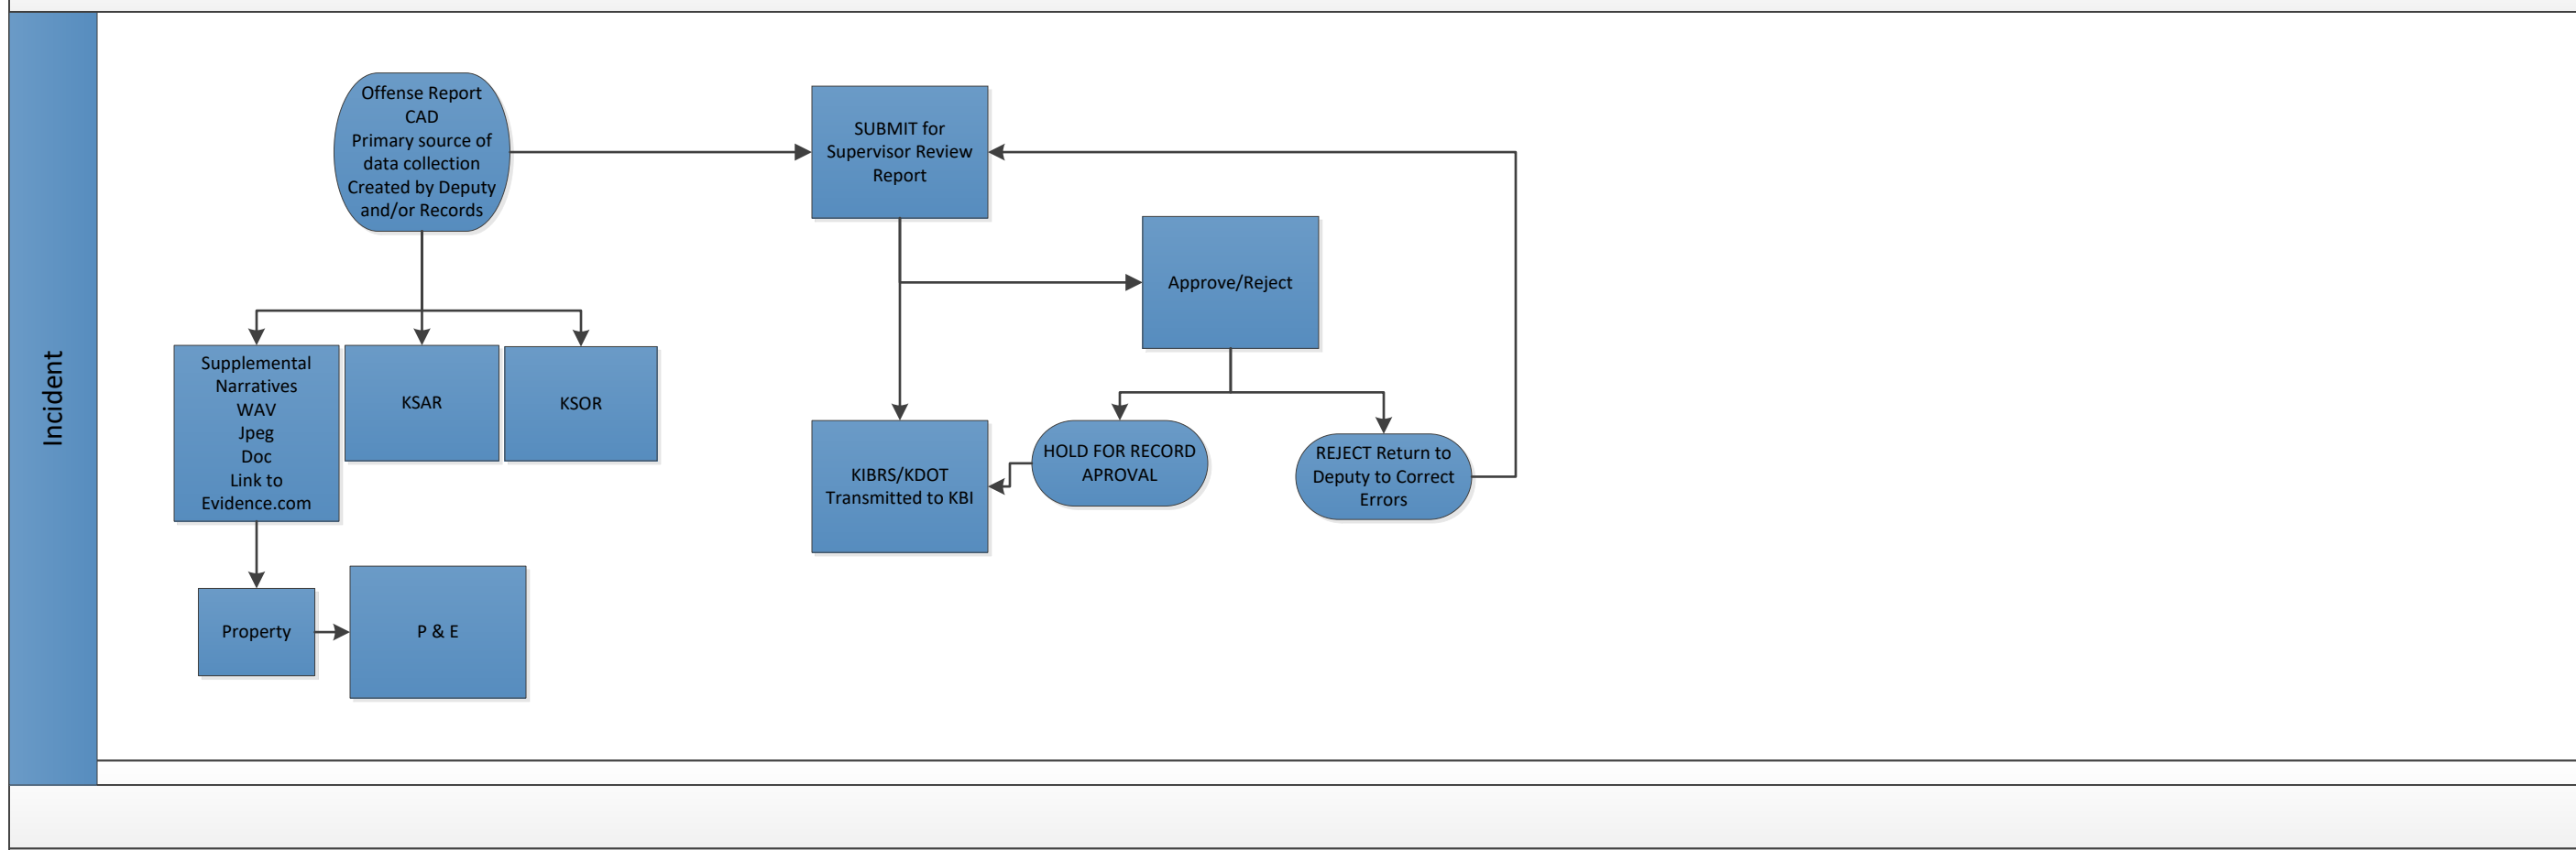 Incident
Offense Report
CAD
Primary source of
data collection
Created by Deputy
and/or Records
SUBMIT for
Supervisor Review
Report
Approve/Reject
Supplemental
Narratives
WAV
Jpeg
Doc
Link to
Evidence.com
KSAR
KSOR
KIBRS/KDOT
Transmitted to KBI
HOLD FOR RECORD
APROVAL
REJECT Return to
Deputy to Correct
Errors
Property
P & E